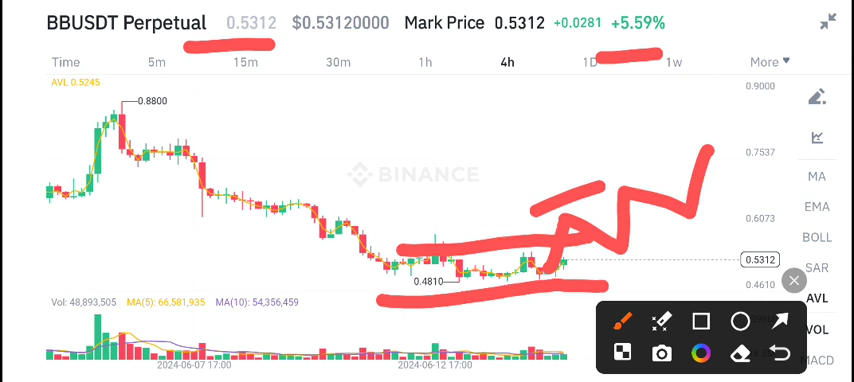 BBUSDT Perpetual 0.5312 $0.53120000 Mark Price 0.5312 +0.0281 +5.59%
Time 5m 15m 30m 1h 4h 1D 1w More
AVL 0.5245
0.9000
0.8800
0.7537
BINANCE
MA
EMA
0.6073
BOLL
0.5312
SAR
0.4810
0.4610
AVL
Vol: 48,893,505 MA(5): 66,581,935 MA(10): 54,356,459
VOL
MACD
2024-06-07 17:00 2024-06-12 17:00